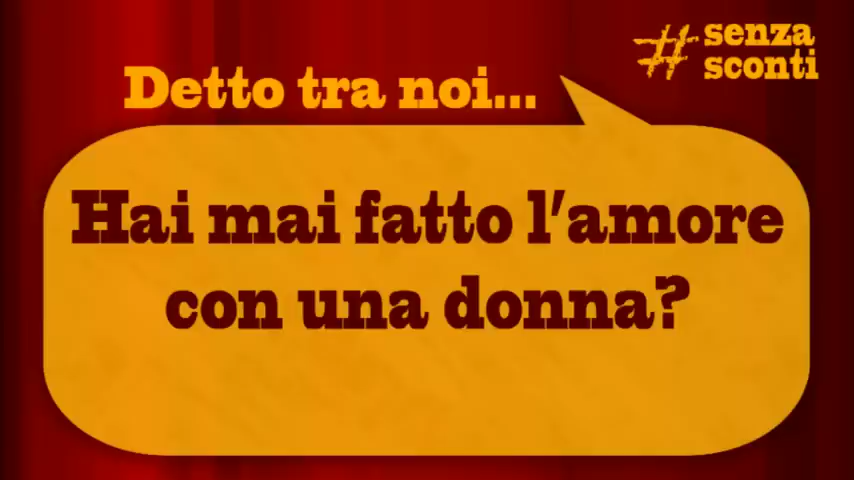 #senza
sconti
Detto tra noi...
Hai mai fatto l'amore
con una donna?